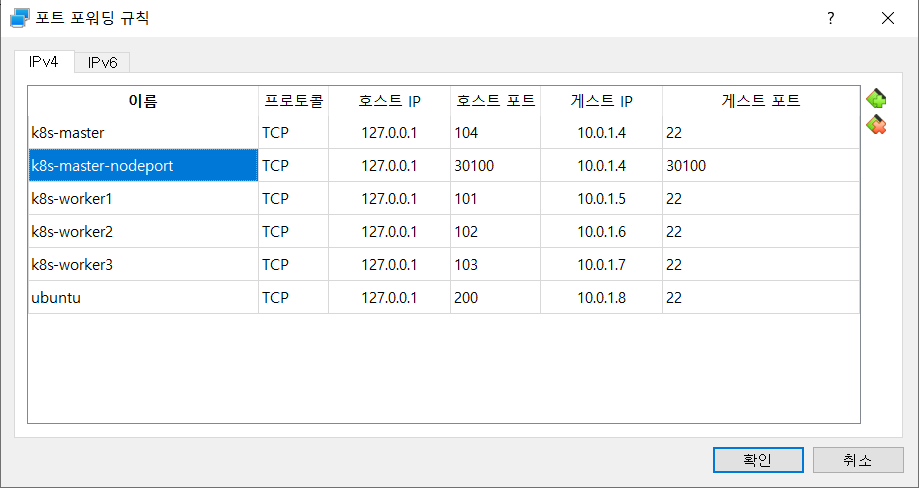 포트 포워딩 규칙
?
IPv4 IPv6
이름 프로토콜 호스트 IP 호스트 포트 게스트 IP 게스트 포트
k8s-master TCP 127.0.0.1 104 10.0.1.4 22
k8s-master-nodeport TCP 127.0.0.1 30100 10.0.1.4 30100
k8s-worker1 TCP 127.0.0.1 101 10.0.1.5 22
k8s-worker2 TCP 127.0.0.1 102 10.0.1.6 22
k8s-worker3 TCP 127.0.0.1 103 10.0.1.7 22
ubuntu TCP 127.0.0.1 200 10.0.1.8 22
확인 취소